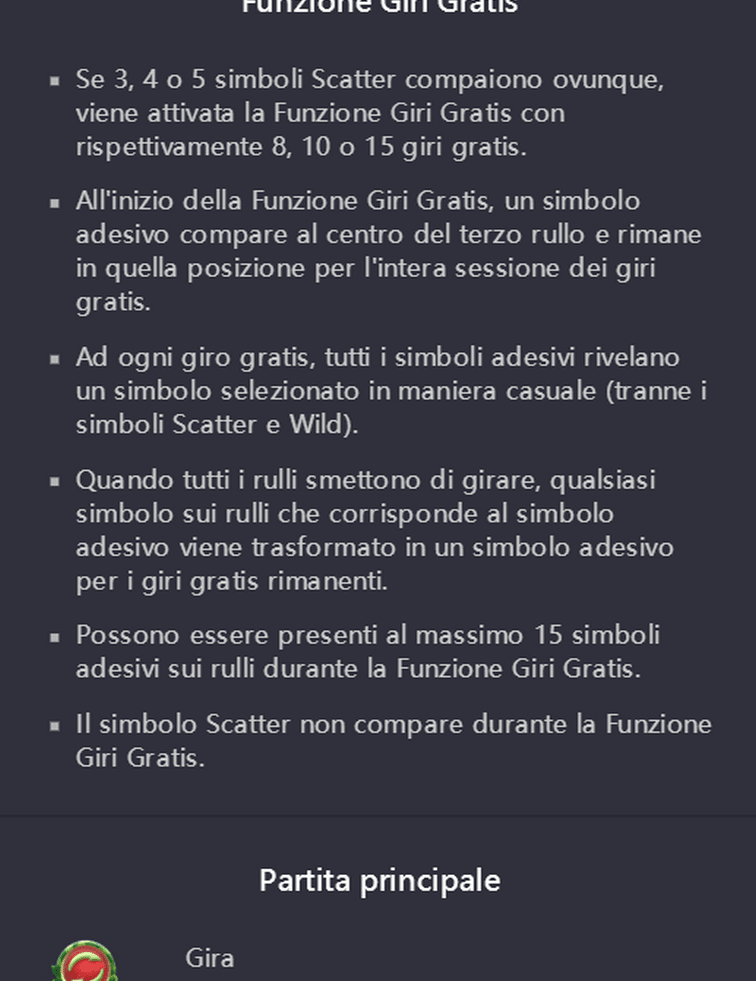 Funzione Giri Gratis
▪ Se 3, 4 o 5 simboli Scatter compaiono ovunque,
viene attivata la Funzione Giri Gratis con
rispettivamente 8, 10 o 15 giri gratis.
▪ All'inizio della Funzione Giri Gratis, un simbolo
adesivo compare al centro del terzo rullo e rimane
in quella posizione per l'intera sessione dei giri
gratis.
▪ Ad ogni giro gratis, tutti i simboli adesivi rivelano
un simbolo selezionato in maniera casuale (tranne i
simboli Scatter e Wild).
▪ Quando tutti i rulli smettono di girare, qualsiasi
simbolo sui rulli che corrisponde al simbolo
adesivo viene trasformato in un simbolo adesivo
per i giri gratis rimanenti.
▪ Possono essere presenti al massimo 15 simboli
adesivi sui rulli durante la Funzione Giri Gratis.
▪ Il simbolo Scatter non compare durante la Funzione
Giri Gratis.
Partita principale
Gira